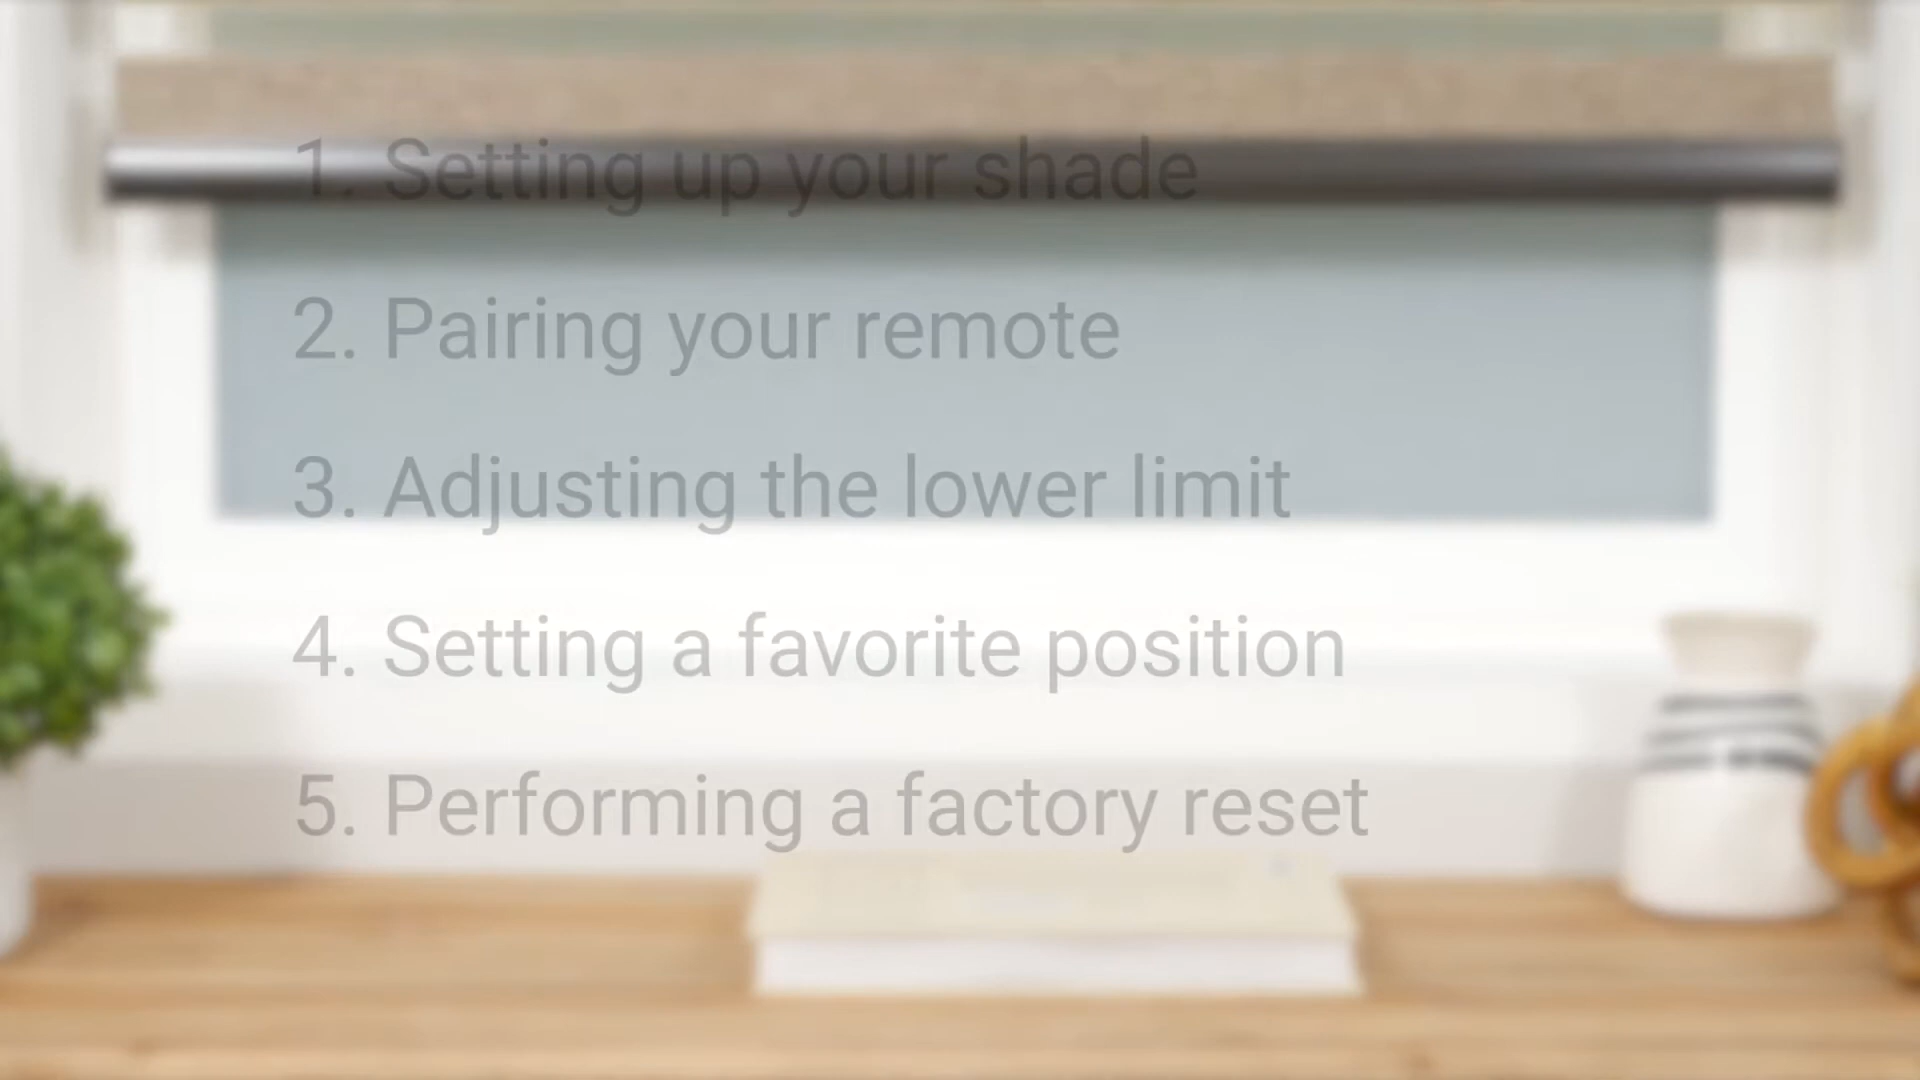 1. Setting up your shade
2. Pairing your remote
3. Adjusting the lower limit
4. Setting a favorite position
5. Performing a factory reset